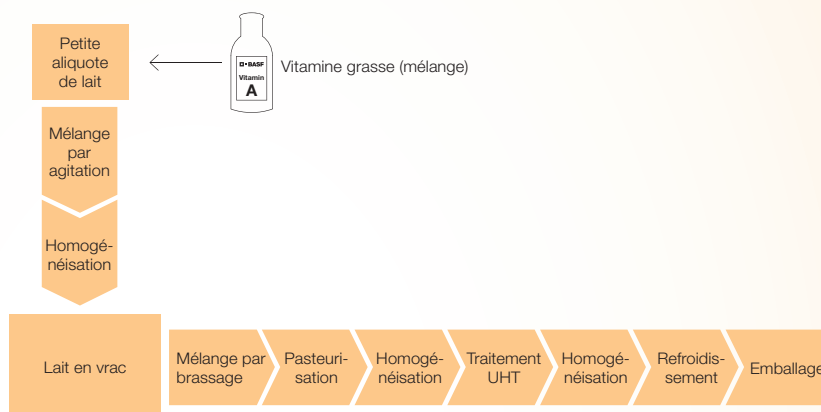 Petite
aliquote
de lait
BASF
Vitamin
A
Vitamine grasse (mélange)
Mélange
par
agitation
Homogé-
néisation
Lait en vrac
Mélange par
brassage
Pasteuri-
sation
Homogé-
néisation
Traitement
UHT
Homogé-
néisation
Refroidis-
sement
Emballage